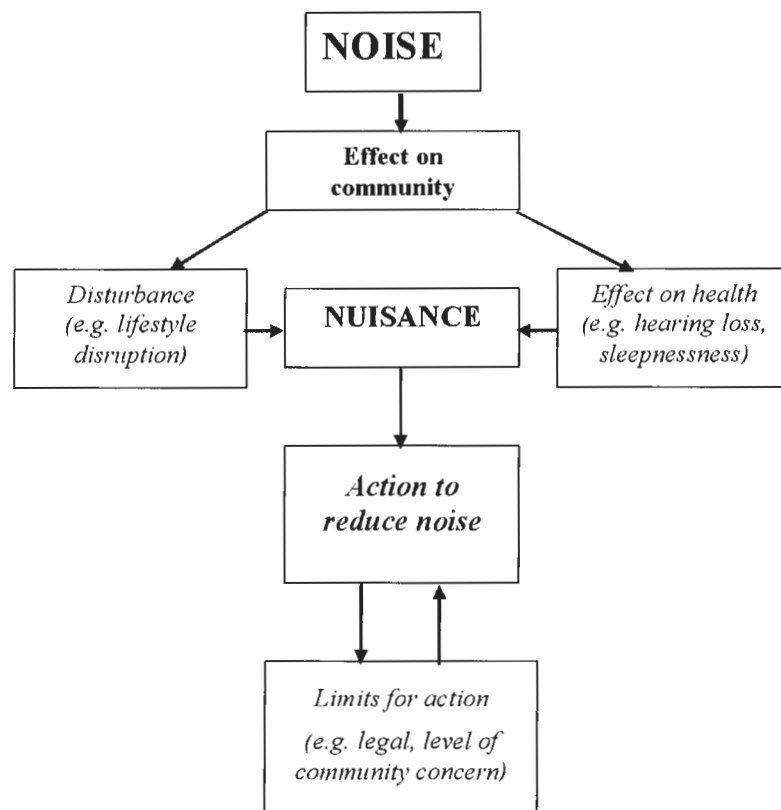 NOISE
Effect on
community
Disturbance
(e.g. lifestyle
disruption)
NUISANCE
Effect on health
(e.g. hearing loss,
sleepnessness)
Action to
reduce noise
Limits for action
(e.g. legal, level of
community concern)